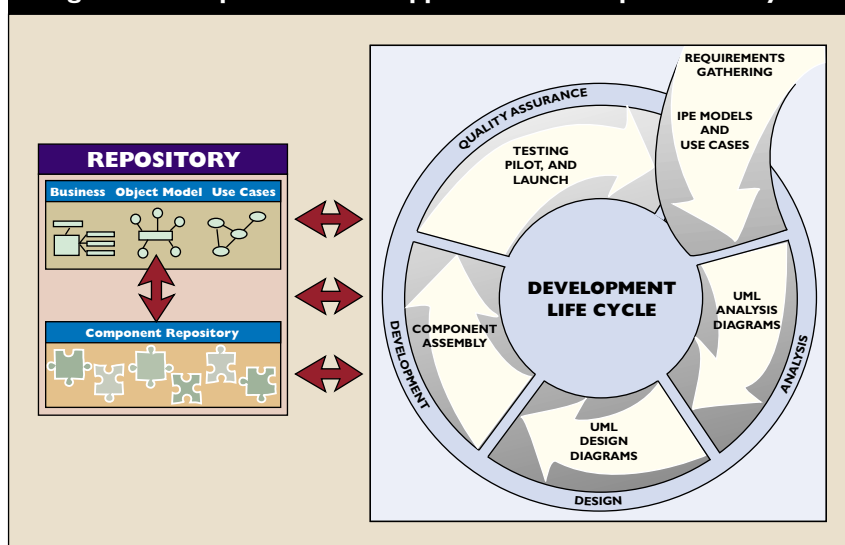 REPOSITORY
Business Object Model Use Cases
Component Repository
REQUIREMENTS
GATHERING
IPE MODELS
AND
USE CASES
QUALITY ASSURANCE
TESTING
PILOT, AND
LAUNCH
DEVELOPMENT
LIFE CYCLE
UML
ANALYSIS
DIAGRAMS
ANALYSIS
COMPONENT
ASSEMBLY
DEVELOPMENT
UML
DESIGN
DIAGRAMS
DESIGN